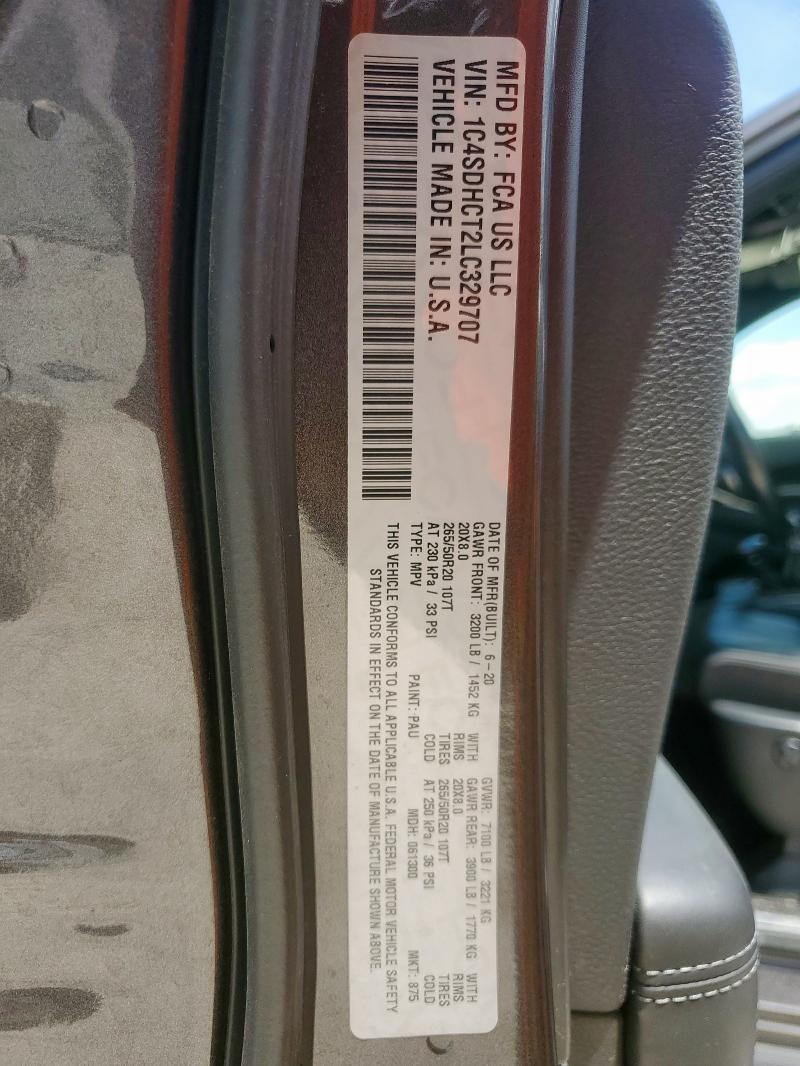 MFD BY: FCA US LLC
VIN: 1C4SDHCT2LC329707
VEHICLE MADE IN: U.S.A.
DATE OF MFR(BUILT): 6-20 GVWR: 7100 LB / 3221 KG
GAWR FRONT: 3200 LB / 1452 KG WITH GAWR REAR: 3900 LB / 1770 KG WITH
20X8.0 RIMS 20X8.0 RIMS
265/50R20 107T TIRES 265/50R20 107T TIRES
AT 230 kPa / 33 PSI COLD AT 250 kPa / 36 PSI COLD
TYPE: MPV PAINT: PAU MDH: 061300 MKT: 875
THIS VEHICLE CONFORMS TO ALL APPLICABLE U.S.A. FEDERAL MOTOR VEHICLE SAFETY
STANDARDS IN EFFECT ON THE DATE OF MANUFACTURE SHOWN ABOVE.